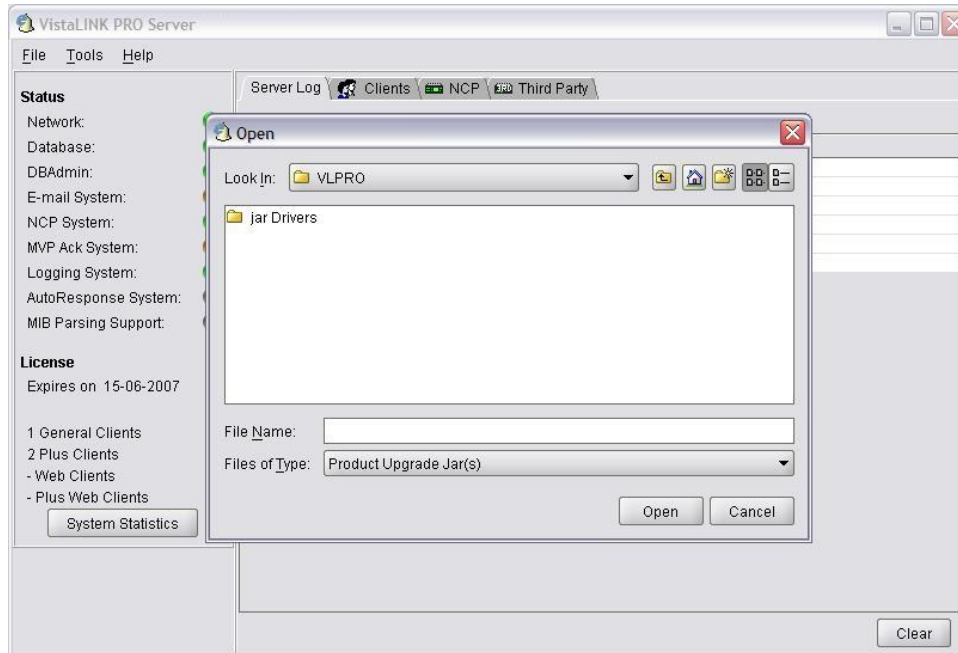 VistaLINK PRO Server
File Tools Help
Status
Network:
Database:
DBAdmin:
E-mail System:
NCP System:
MVP Ack System:
Logging System:
AutoResponse System:
MIB Parsing Support:
License
Expires on 15-06-2007
1 General Clients
2 Plus Clients
- Web Clients
- Plus Web Clients
System Statistics
Server Log Clients NCP Third Party
Open
Look In: VLPRO
jar Drivers
File Name:
Files of Type: Product Upgrade Jar(s)
Open Cancel
Clear